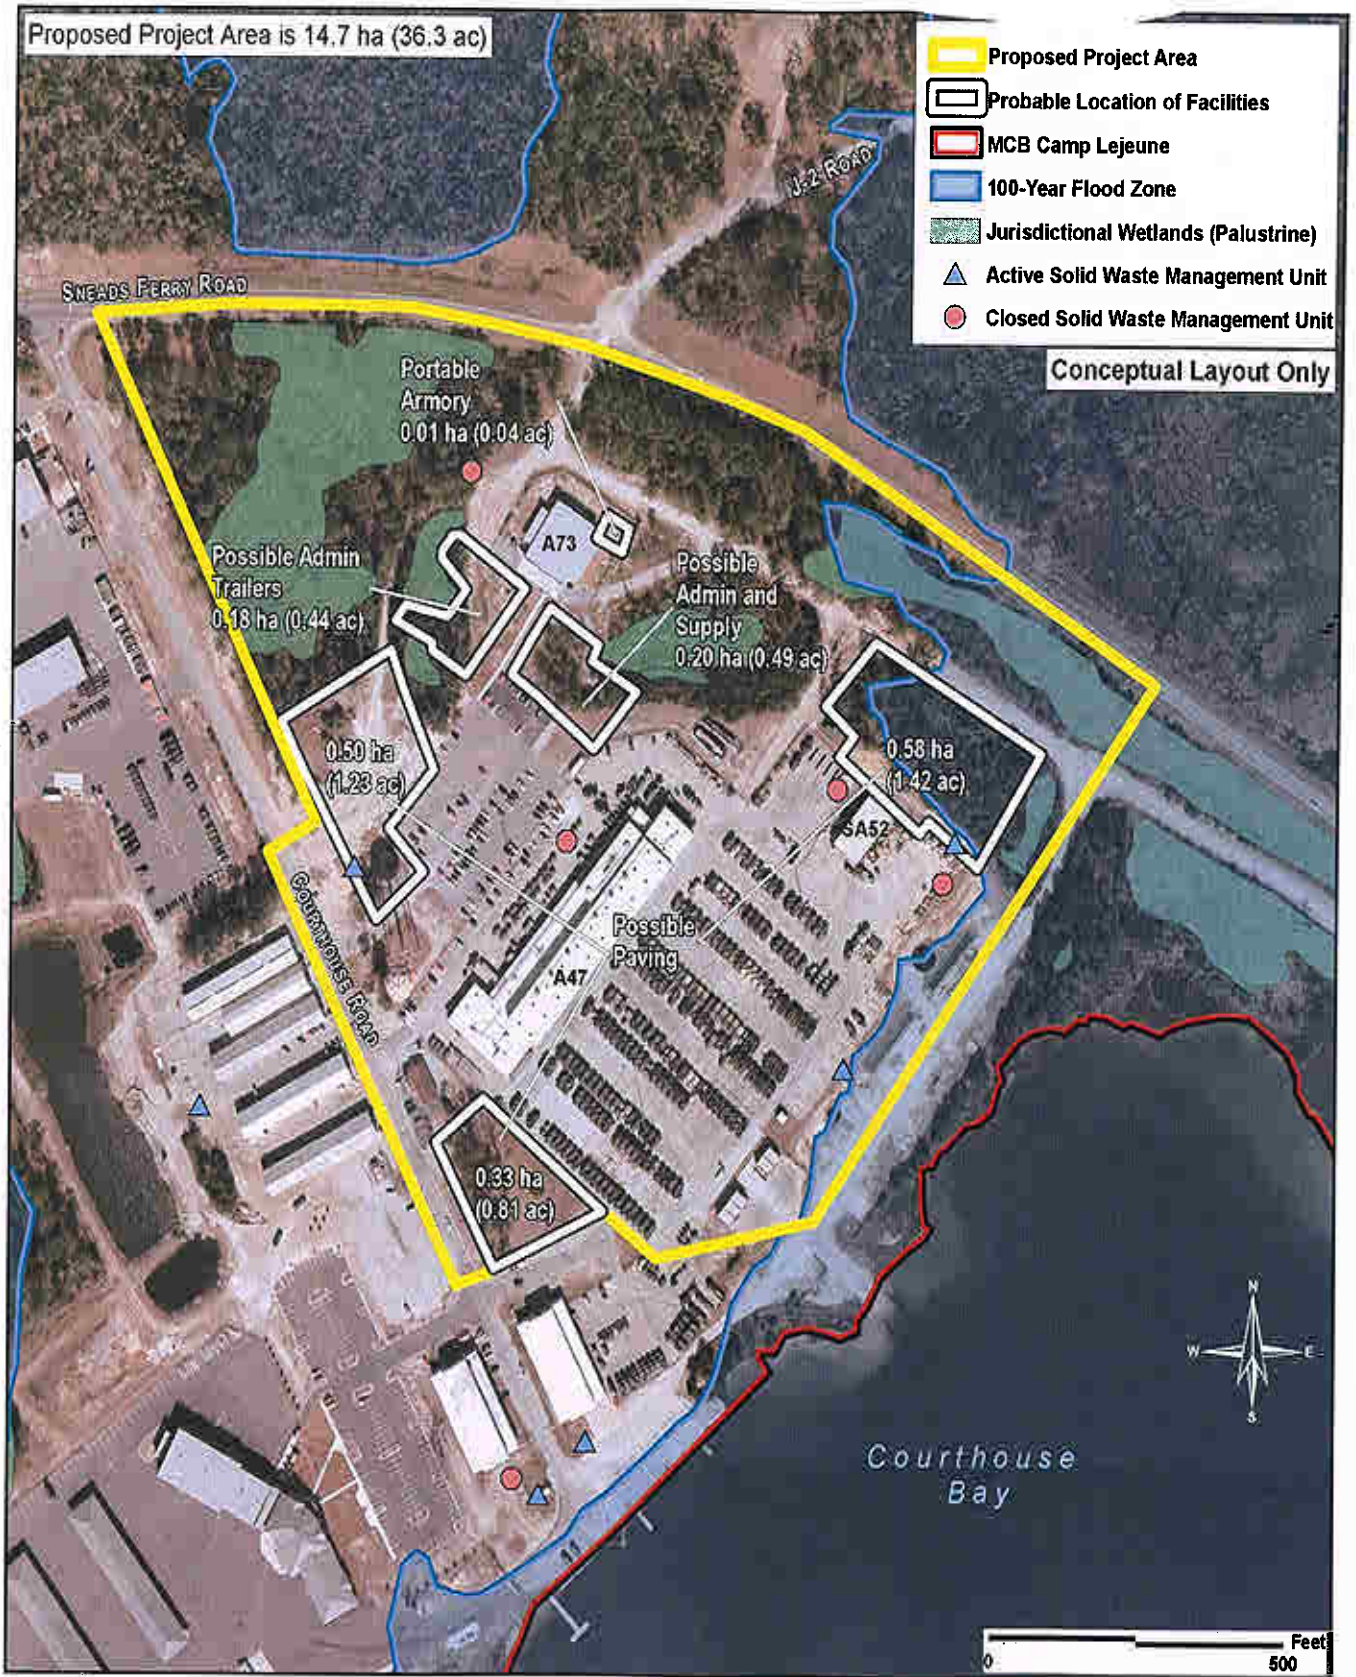 Proposed Project Area is 14.7 ha (36.3 ac)
Proposed Project Area
Probable Location of Facilities
MCB Camp Lejeune
100-Year Flood Zone
Jurisdictional Wetlands (Palustrine)
Active Solid Waste Management Unit
Closed Solid Waste Management Unit
Conceptual Layout Only
J-2 ROAD
SNEADS FERRY ROAD
Portable
Armory
0.01 ha (0.04 ac)
A73
Possible Admin
Trailers
0.18 ha (0.44 ac)
Possible
Admin and
Supply
0.20 ha (0.49 ac)
0.50 ha
(1.23 ac)
0.58 ha
(1.42 ac)
SA52
COURTHOUSE ROAD
Possible
Paving
A47
0.33 ha
(0.81 ac)
N
W E
S
Courthouse
Bay
Feet
0 500